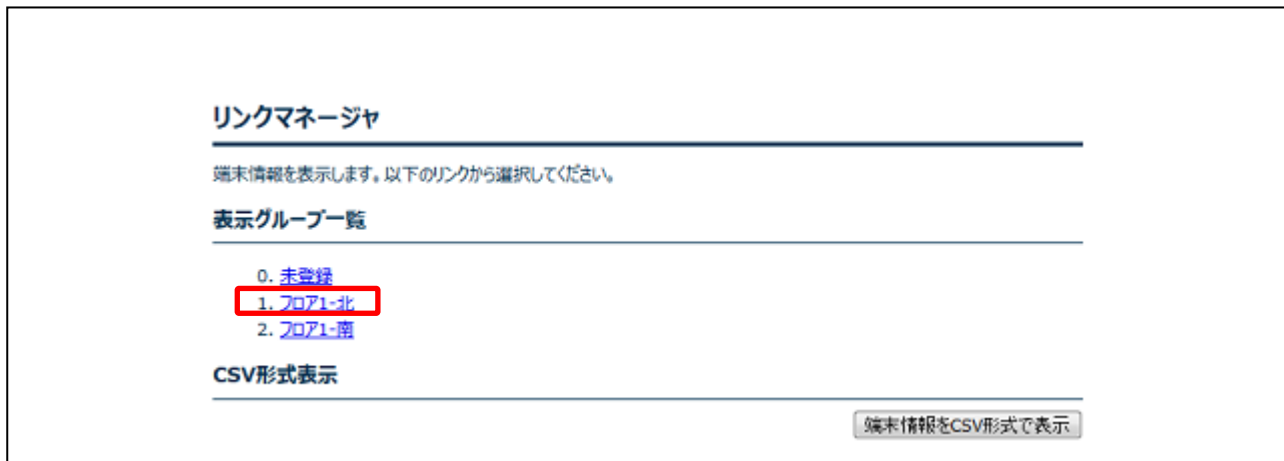 リンクマネージャ
端末情報を表示します。以下のリンクから選択してください。
表示グループ一覧
0. 未登録
1. フロア1-北
2. フロア1-南
CSV形式表示
端末情報をCSV形式で表示